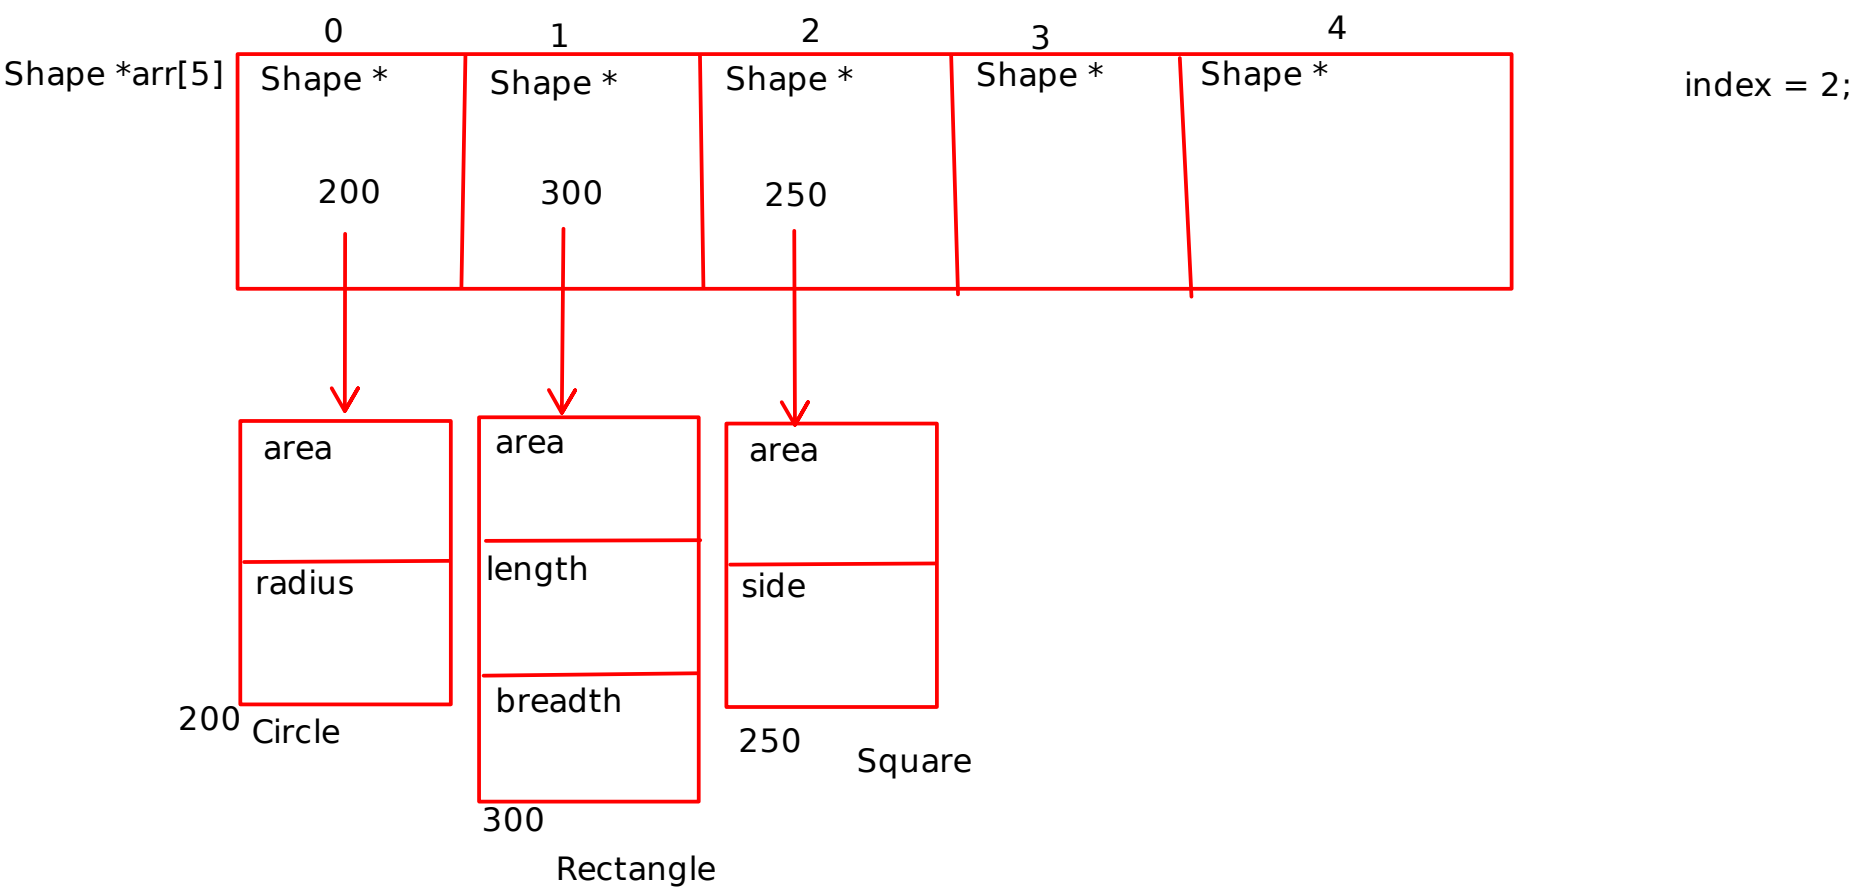 0 1 2 3 4
Shape *arr[5] Shape * Shape * Shape * Shape * Shape * index = 2;
200 300 250
area area area
radius length side
breadth
200 Circle 250 Square
300
Rectangle